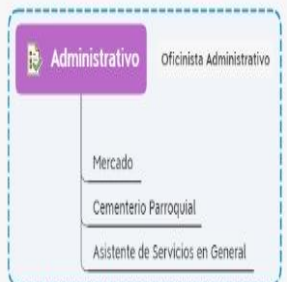 Administrativo
Oficinista Administrativo
Mercado
Cementerio Parroquial
Asistente de Servicios en General